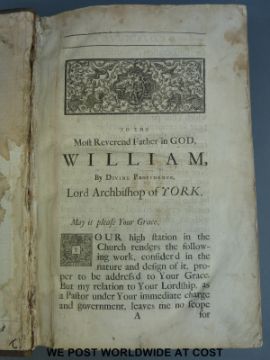 TO THE
Most Reverend Father in GOD,
WILLIAM,
By DIVINE PROVIDENCE,
Lord Archbishop of YORK.
May it please Your Grace,
YOUR high station in the
Church renders the follow-
ing work, consider'd in the
nature and design of it, pro-
per to be address'd to Your Grace.
But my relation to Your Lordship, as
a Pastor under Your immediate charge
and government, leaves me no scope
A for
WE POST WORLDWIDE AT COST